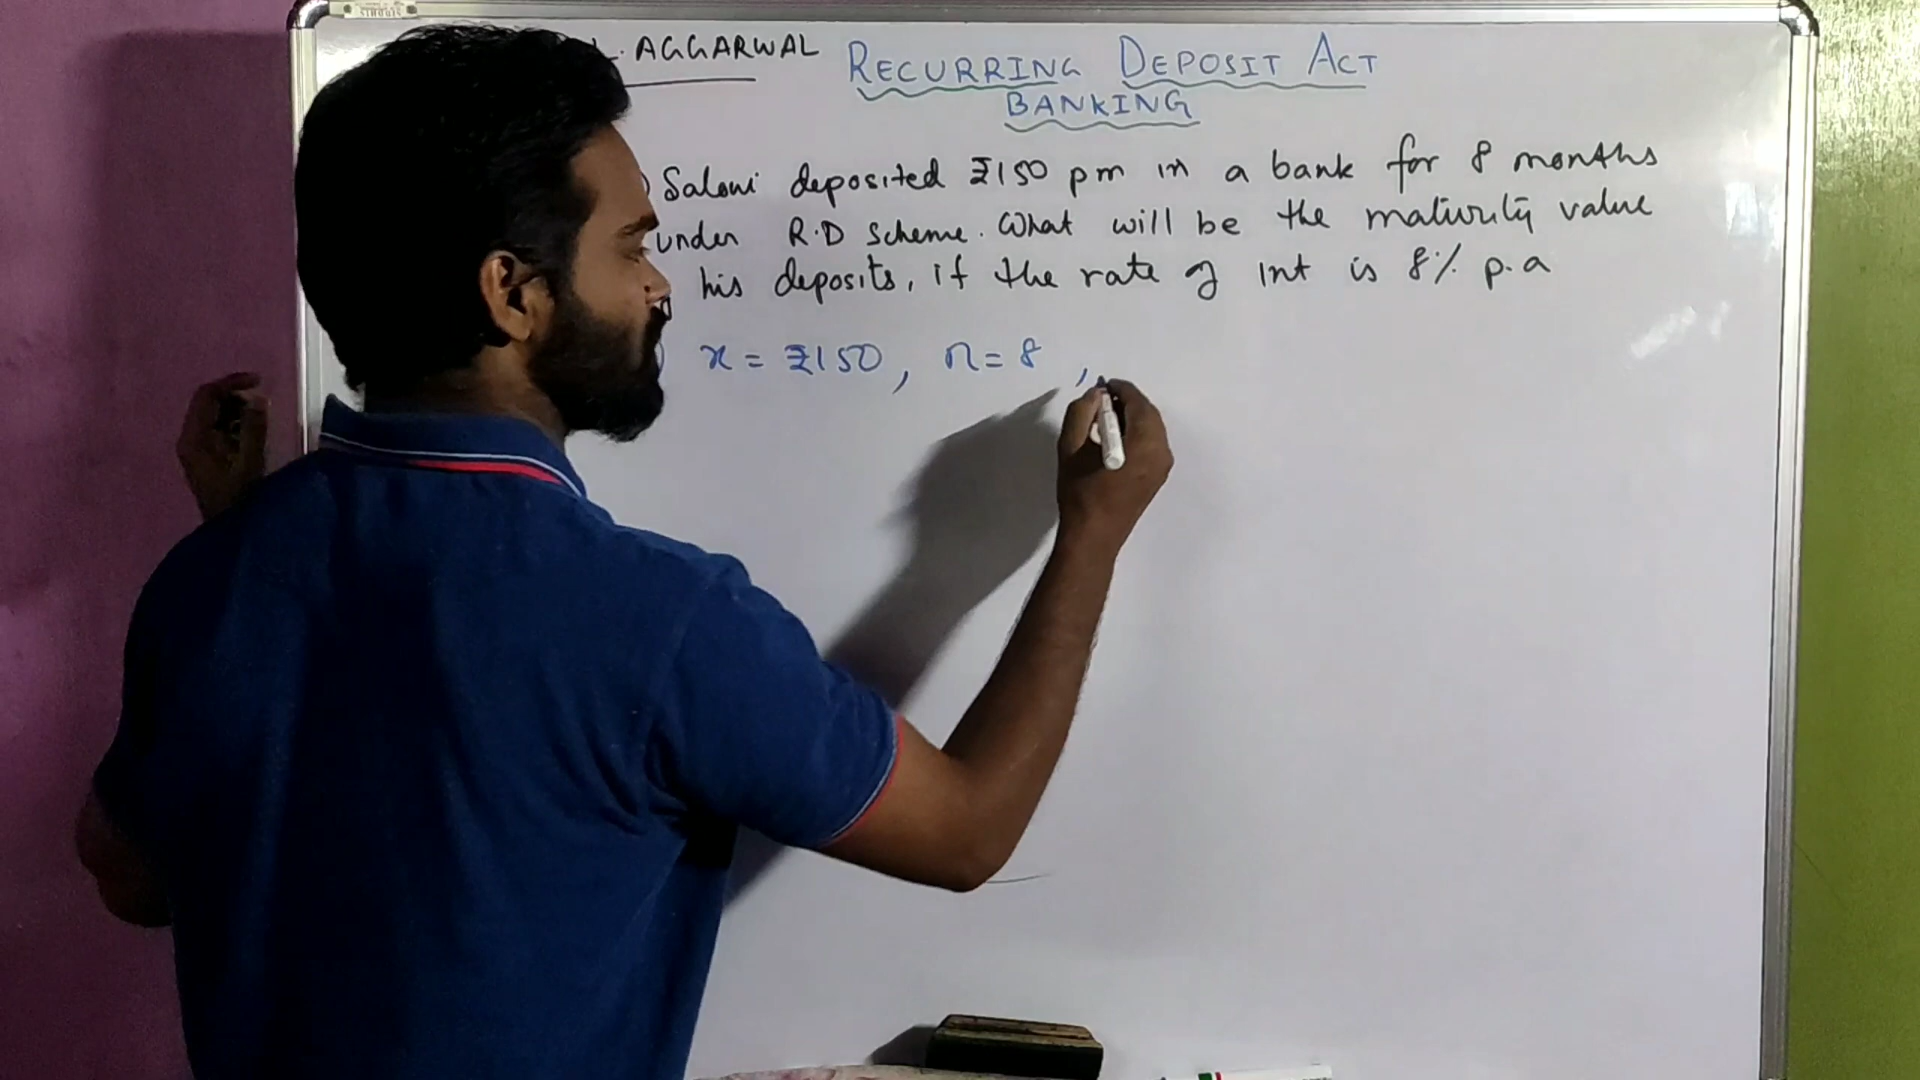 L. AGGARWAL
RECURRING DEPOSIT ACT
BANKING
Saloni deposited ₹150 pm in a bank for 8 months
under R.D scheme. What will be the maturity value
his deposits, if the rate of Int is 8% p.a
x = ₹150, n = 8 ,